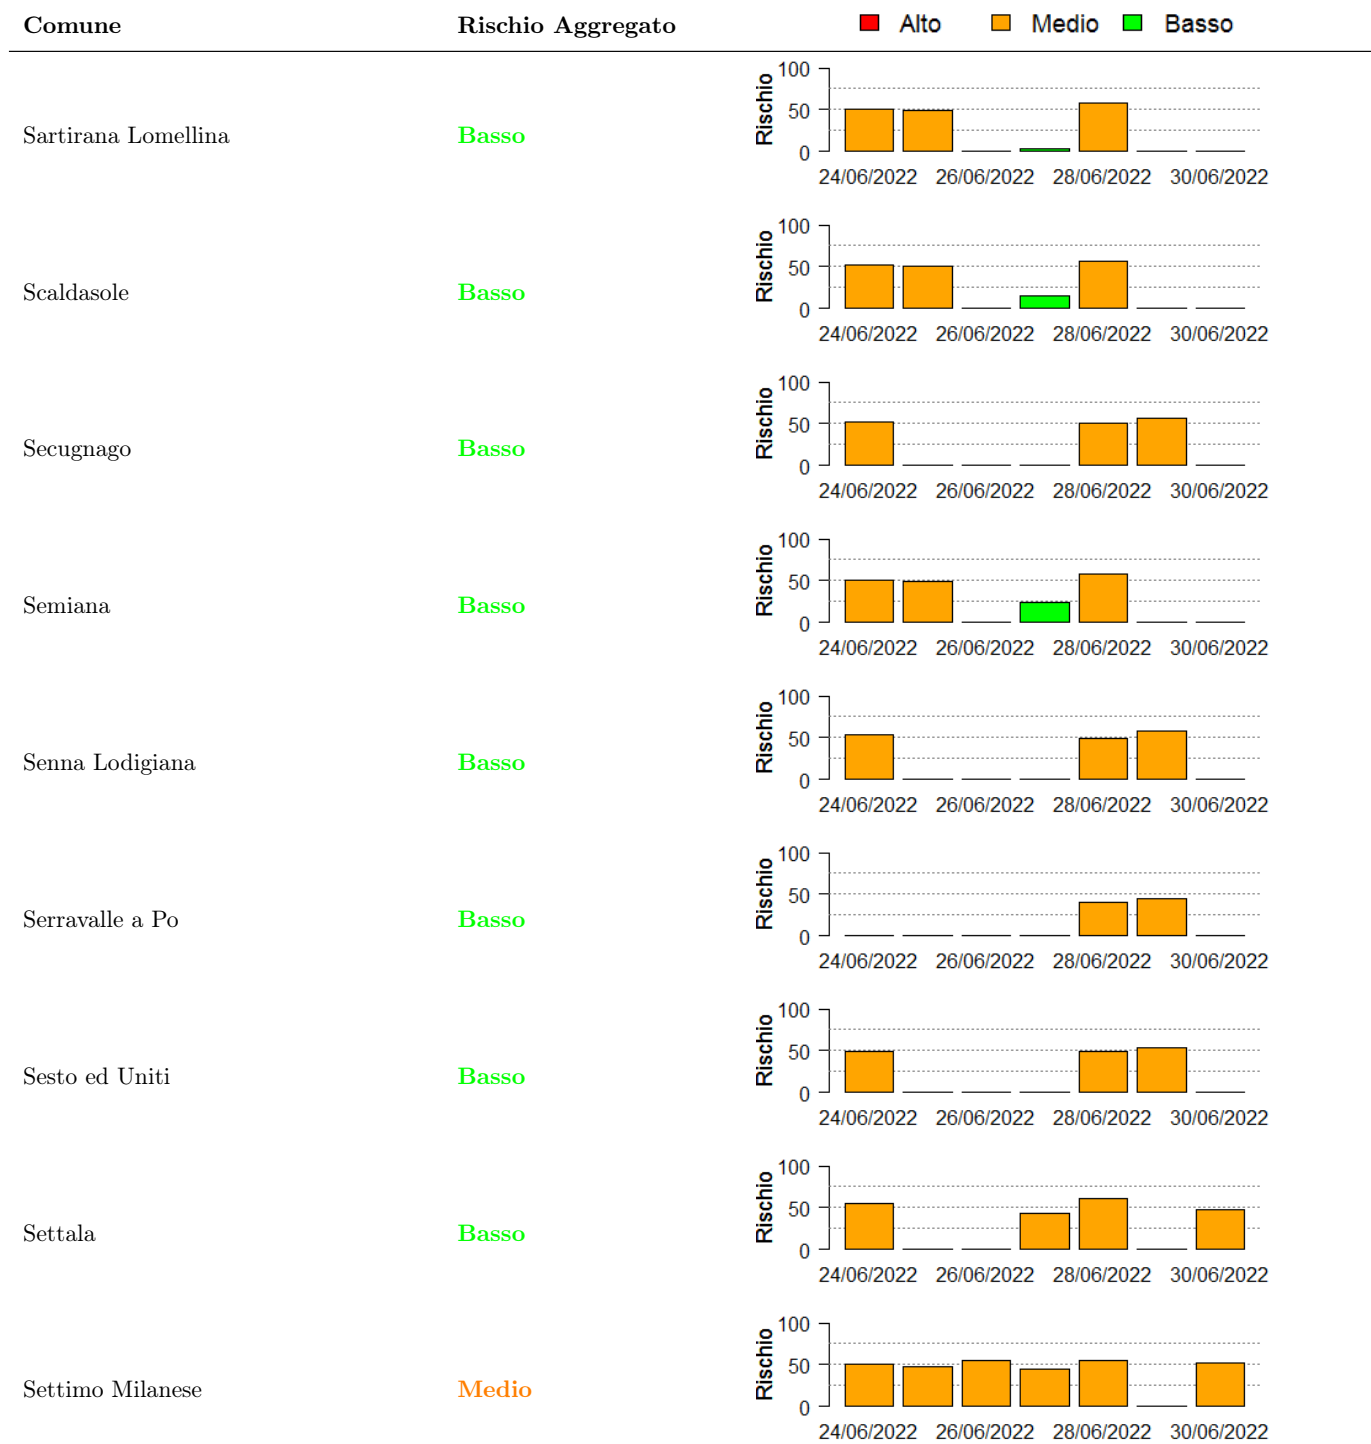 Comune Rischio Aggregato Alto Medio Basso
100
50
0
Rischio
Sartirana Lomellina Basso
24/06/2022 26/06/2022 28/06/2022 30/06/2022
100
50
0
Rischio
Scaldasole Basso
24/06/2022 26/06/2022 28/06/2022 30/06/2022
100
50
0
Rischio
Secugnago Basso
24/06/2022 26/06/2022 28/06/2022 30/06/2022
100
50
0
Rischio
Semiana Basso
24/06/2022 26/06/2022 28/06/2022 30/06/2022
100
50
0
Rischio
Senna Lodigiana Basso
24/06/2022 26/06/2022 28/06/2022 30/06/2022
100
50
0
Rischio
Serravalle a Po Basso
24/06/2022 26/06/2022 28/06/2022 30/06/2022
100
50
0
Rischio
Sesto ed Uniti Basso
24/06/2022 26/06/2022 28/06/2022 30/06/2022
100
50
0
Rischio
Settala Basso
24/06/2022 26/06/2022 28/06/2022 30/06/2022
100
50
0
Rischio
Settimo Milanese Medio
24/06/2022 26/06/2022 28/06/2022 30/06/2022